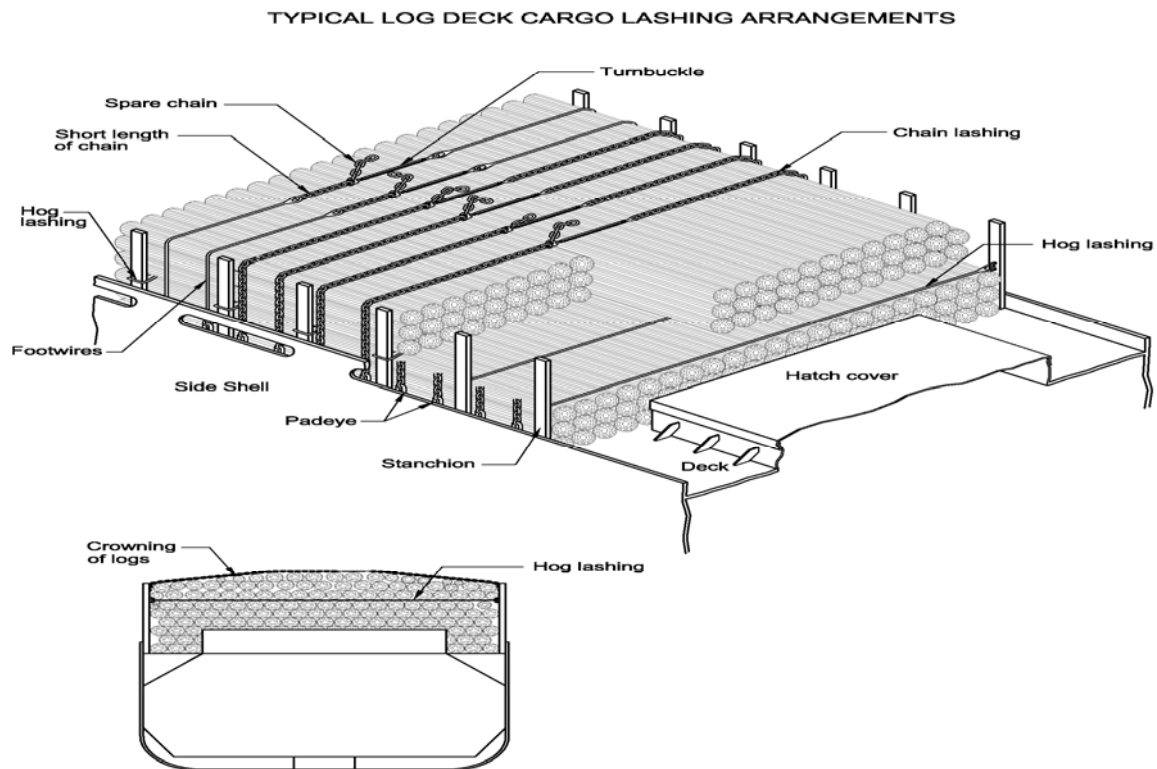 TYPICAL LOG DECK CARGO LASHING ARRANGEMENTS
Turnbuckle
Spare chain
Short length
of chain
Chain lashing
Hog
lashing
Hog lashing
Footwires
Side Shell
Hatch cover
Padeye
Stanchion
Deck
Crowning
of logs
Hog lashing